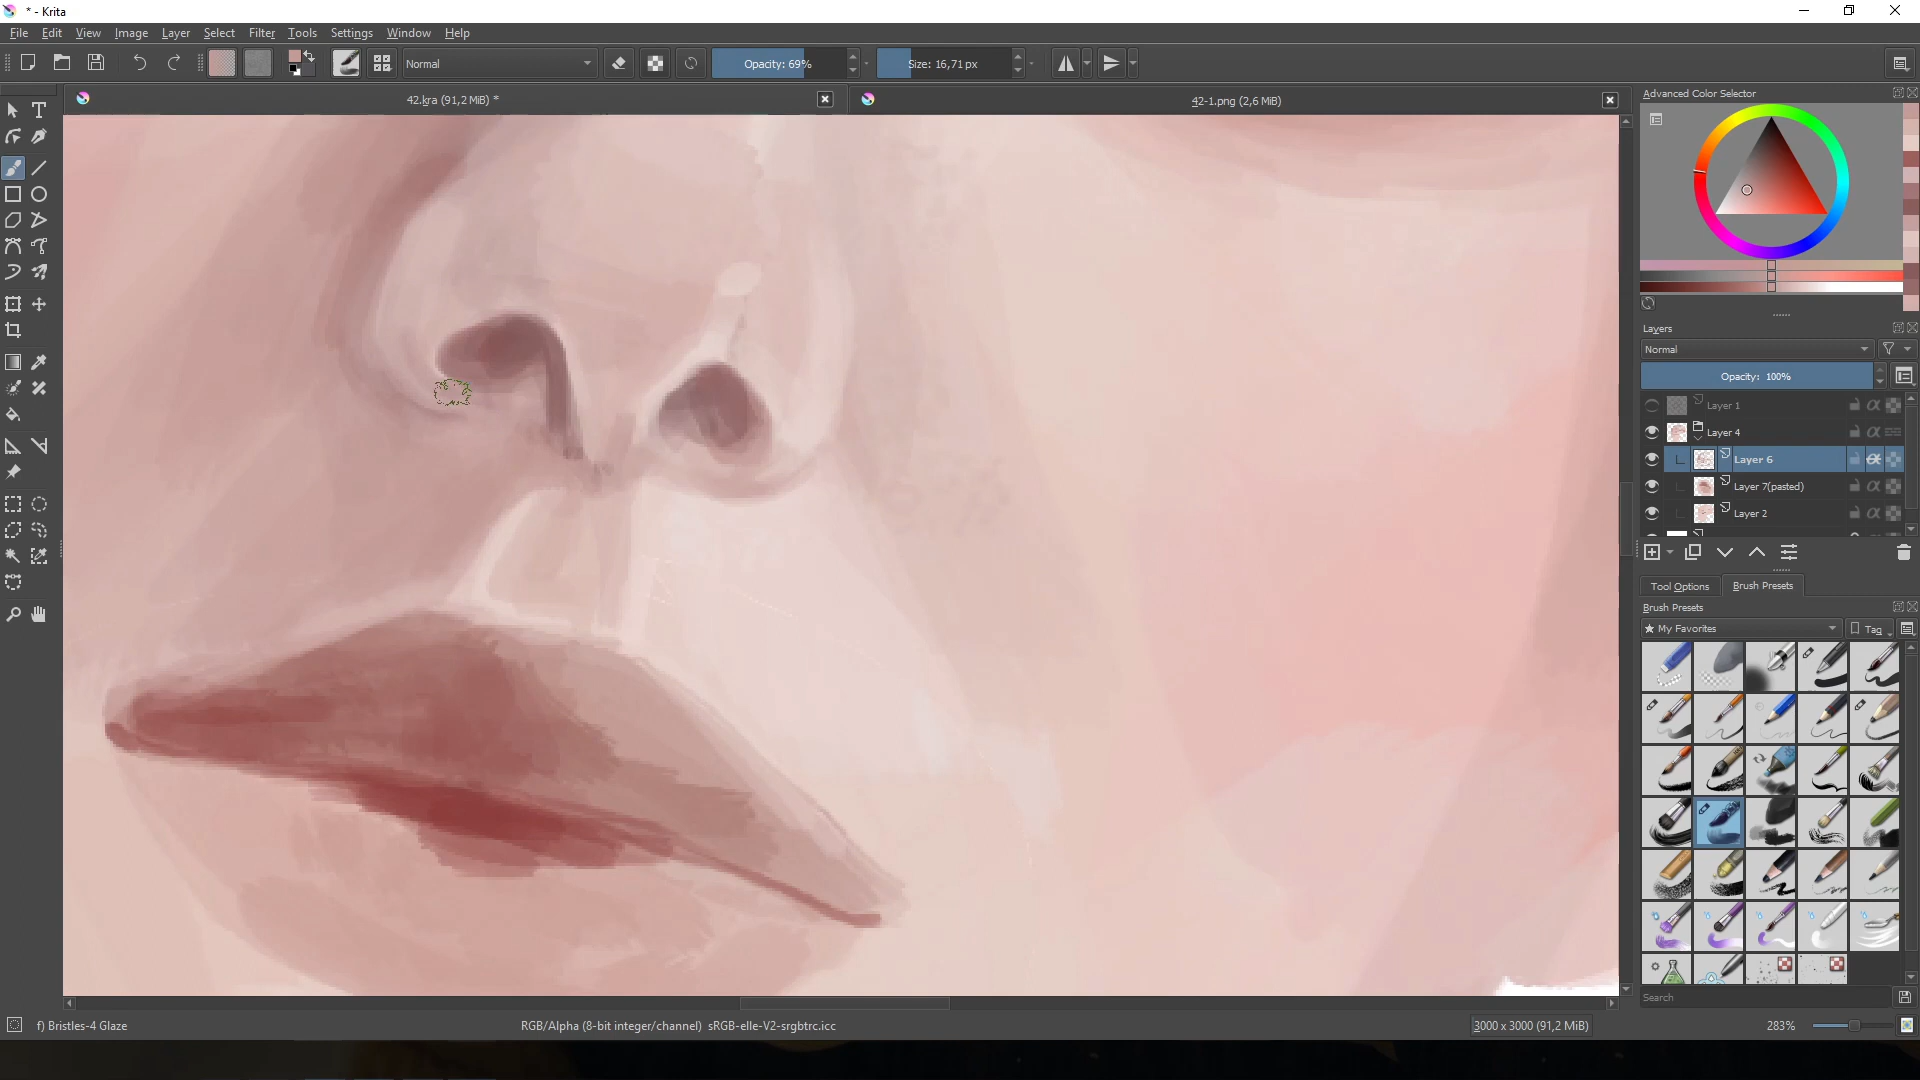 * - Krita
File Edit View Image Layer Select Filter Tools Settings Window Help
Normal
Opacity: 69%
Size: 16,71 px
42.kra (91,2 MiB) *
42-1.png (2,6 MiB)
Advanced Color Selector
Layers
Normal
Opacity: 100%
Layer 1
Layer 4
Layer 6
Layer 7(pasted)
Layer 2
Tool Options
Brush Presets
Brush Presets
★ My Favorites
Tag
Search
f) Bristles-4 Glaze
RGB/Alpha (8-bit integer/channel) sRGB-elle-V2-srgbtrc.icc
3000 x 3000 (91,2 MiB)
283%